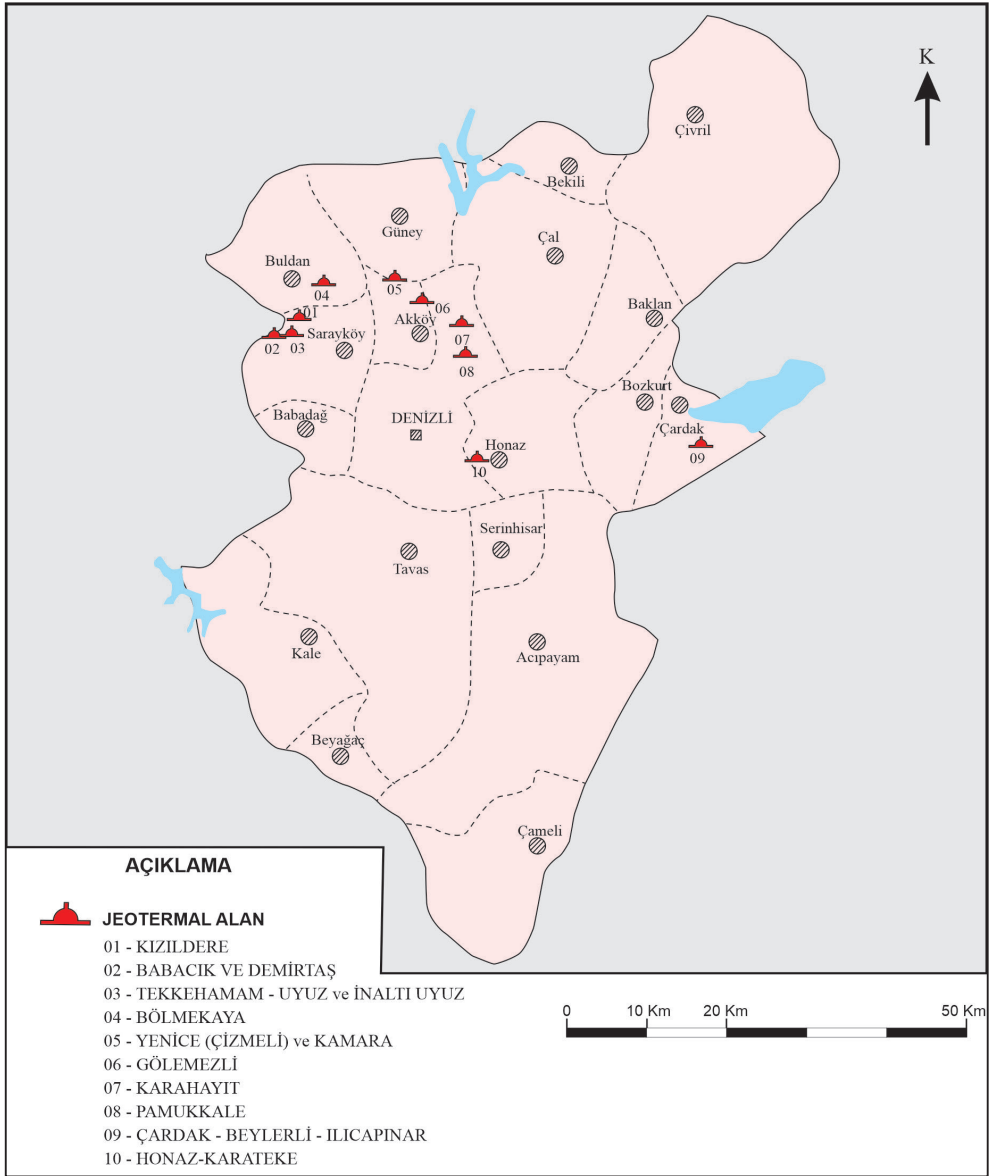 K
Çivril
Bekili
Güney
Çal
Buldan
04
05
06
Baklan
01
Akköy
07
02
03
Sarayköy
08
Bozkurt
Babadağ
DENİZLİ
Çardak
Honaz
09
10
Serinhisar
Tavas
Kale
Acıpayam
Beyağaç
Çameli
AÇIKLAMA
JEOTERMAL ALAN
01 - KIZILDERE
02 - BABACIK VE DEMİRTAŞ
03 - TEKKEHAMAM - UYUZ ve İNALTI UYUZ
04 - BÖLMEKAYA
05 - YENİCE (ÇİZMELİ) ve KAMARA
06 - GÖLEMEZLİ
07 - KARAHAYIT
08 - PAMUKKALE
09 - ÇARDAK - BEYLERLİ - ILICAPINAR
10 - HONAZ-KARATEKE
0 10 Km 20 Km 50 Km